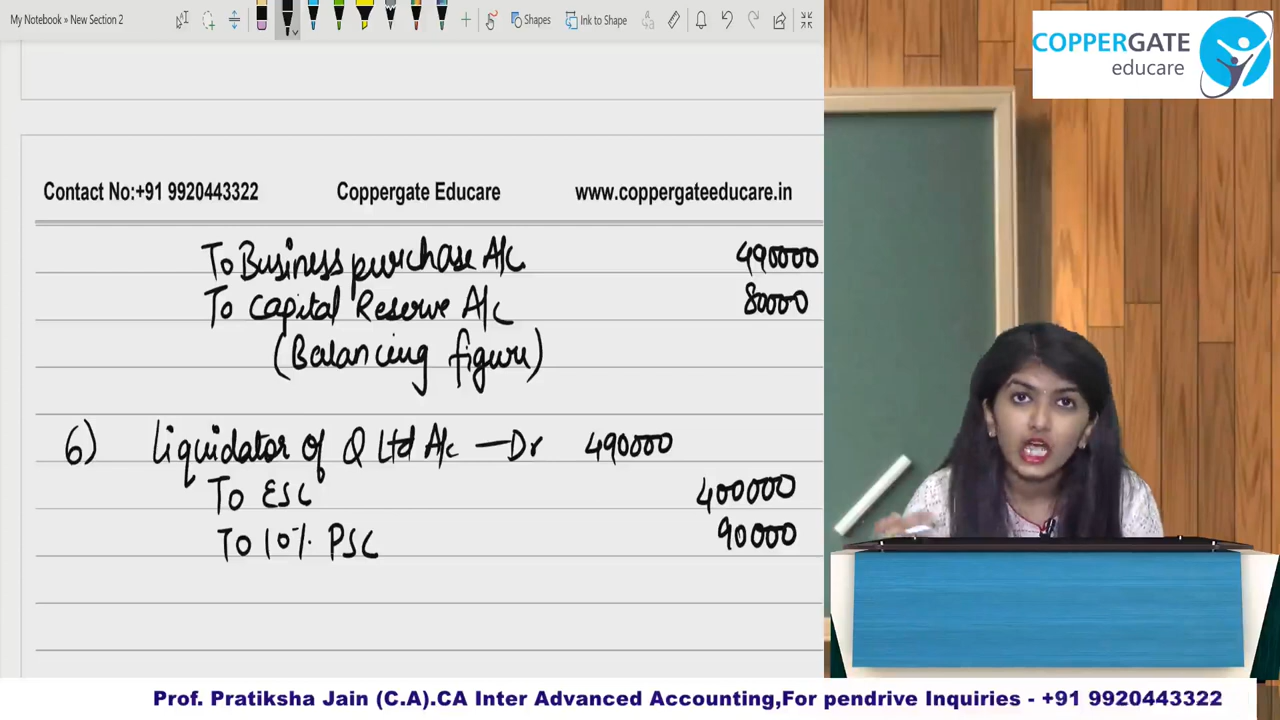 My Notebook » New Section 2
Shapes
Ink to Shape
COPPERGATE
educare
Contact No:+91 9920443322 Coppergate Educare www.coppergateeducare.in
To Business purchase A/c 490000
To Capital Reserve A/c 80000
(Balancing figure)
6) Liquidator of Q Ltd A/c — Dr 490000
To ESC 400000
To 10% PSC 90000
Prof. Pratiksha Jain (C.A).CA Inter Advanced Accounting,For pendrive Inquiries - +91 9920443322